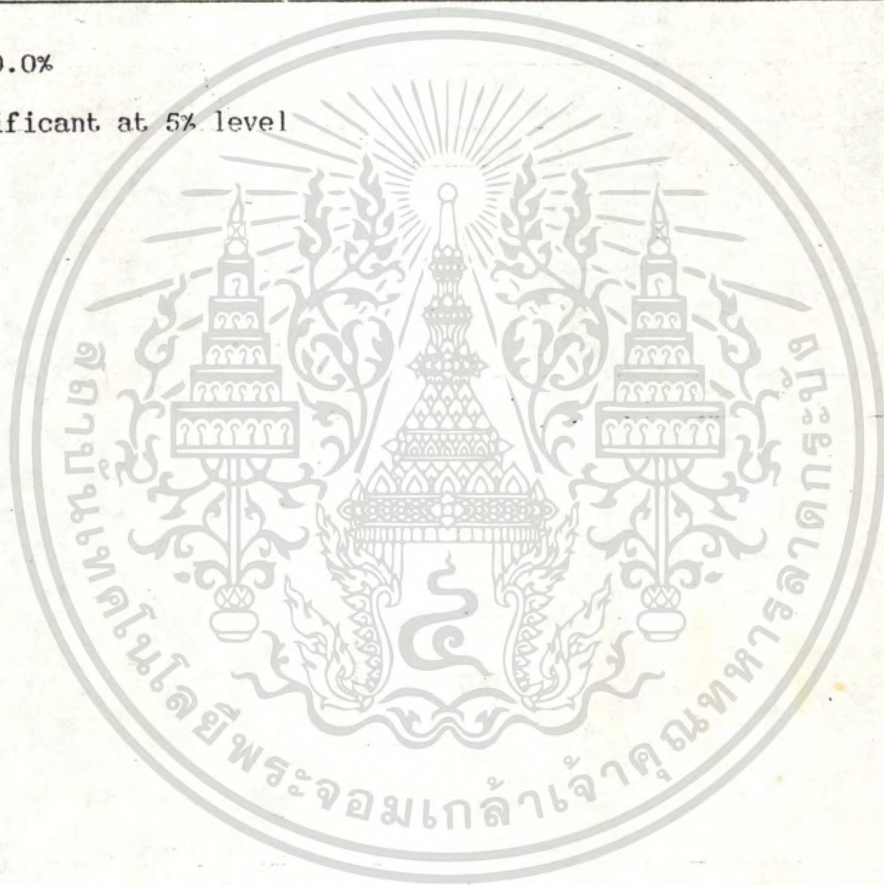 .0%
ificant at 5% level
สถาบันเทคโนโลยีพระจอมเกล้าเจ้าคุณทหารลาดกระบัง
๔